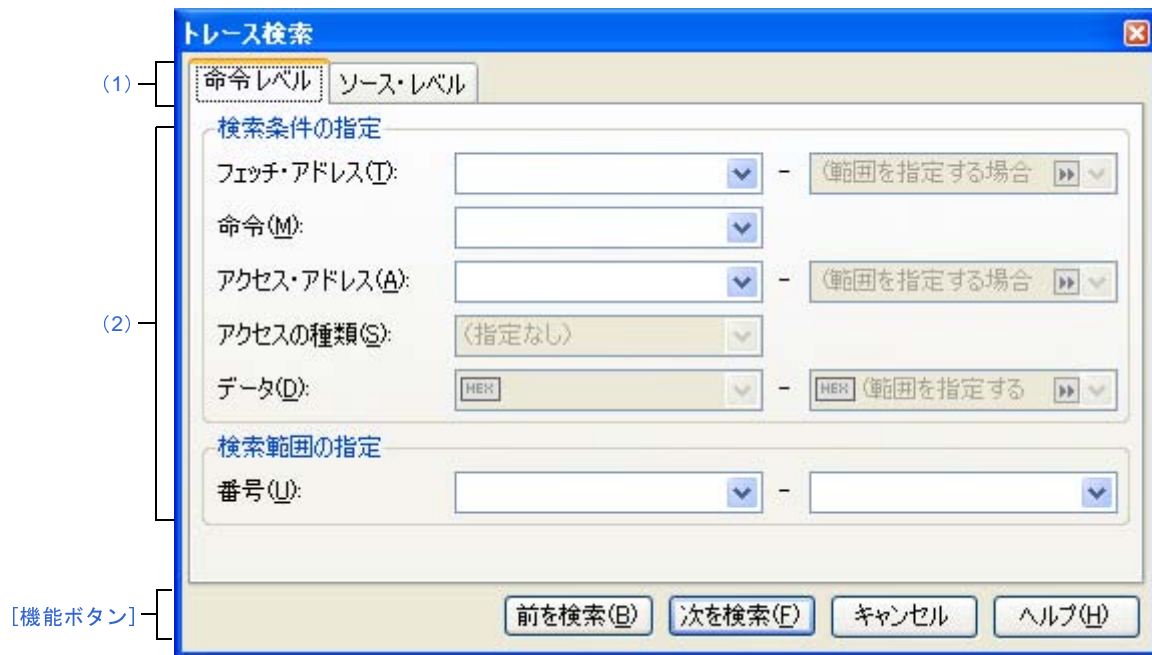 トレース検索
(1)
命令レベル ソース・レベル
(2)
検索条件の指定
フェッチ・アドレス(T): - (範囲を指定する場合
命令(M):
アクセス・アドレス(A): - (範囲を指定する場合
アクセスの種類(S): (指定なし)
データ(D): HEX - HEX (範囲を指定する
検索範囲の指定
番号(U): -
[機能ボタン]
前を検索(B) 次を検索(F) キャンセル ヘルプ(H)